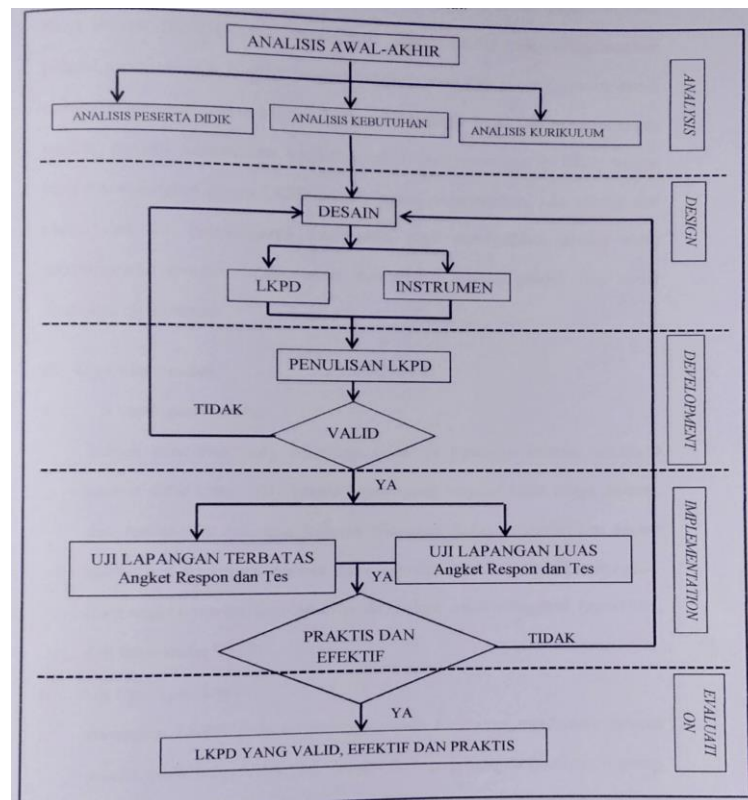 ANALISIS AWAL-AKHIR
ANALISIS PESERTA DIDIK
ANALISIS KEBUTUHAN
ANALISIS KURIKULUM
ANALYSIS
DESAIN
LKPD
INSTRUMEN
DESIGN
PENULISAN LKPD
TIDAK
VALID
DEVELOPMENT
YA
UJI LAPANGAN TERBATAS
Angket Respon dan Tes
UJI LAPANGAN LUAS
Angket Respon dan Tes
YA
PRAKTIS DAN
EFEKTIF
TIDAK
IMPLEMENTATION
YA
LKPD YANG VALID, EFEKTIF DAN PRAKTIS
EVALUATI
ON